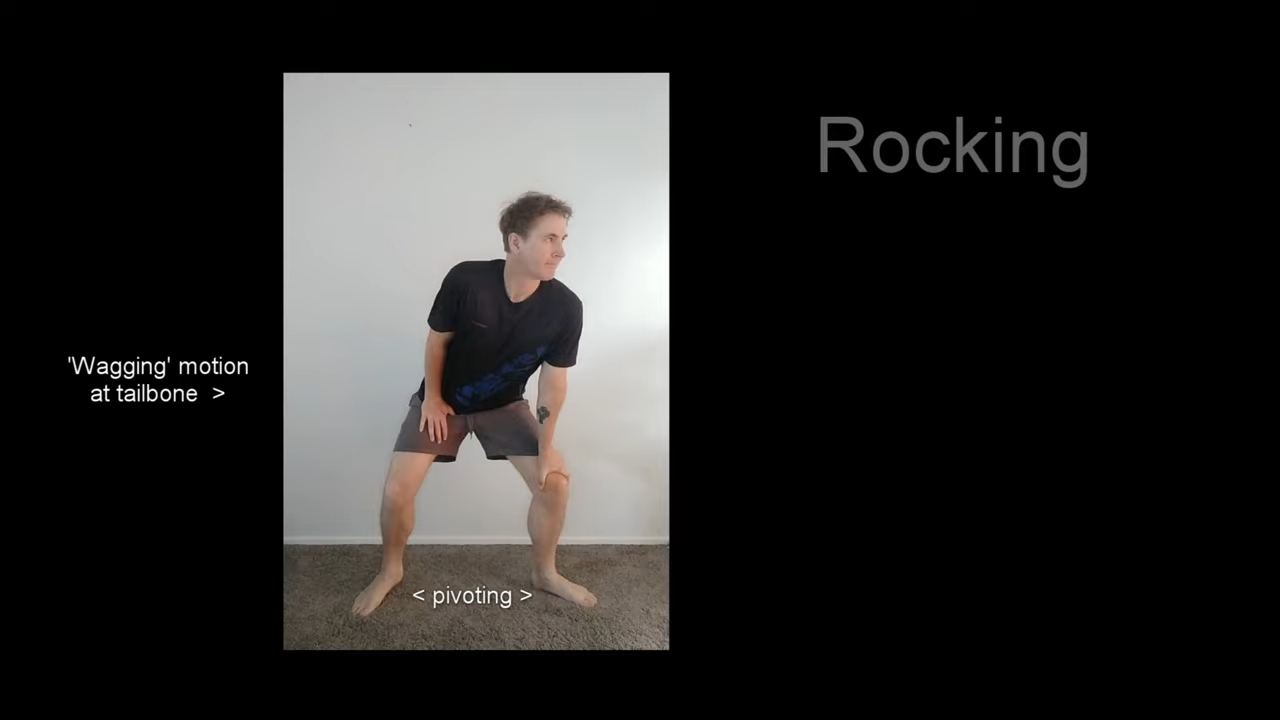 Rocking
'Wagging' motion
at tailbone >
< pivoting >